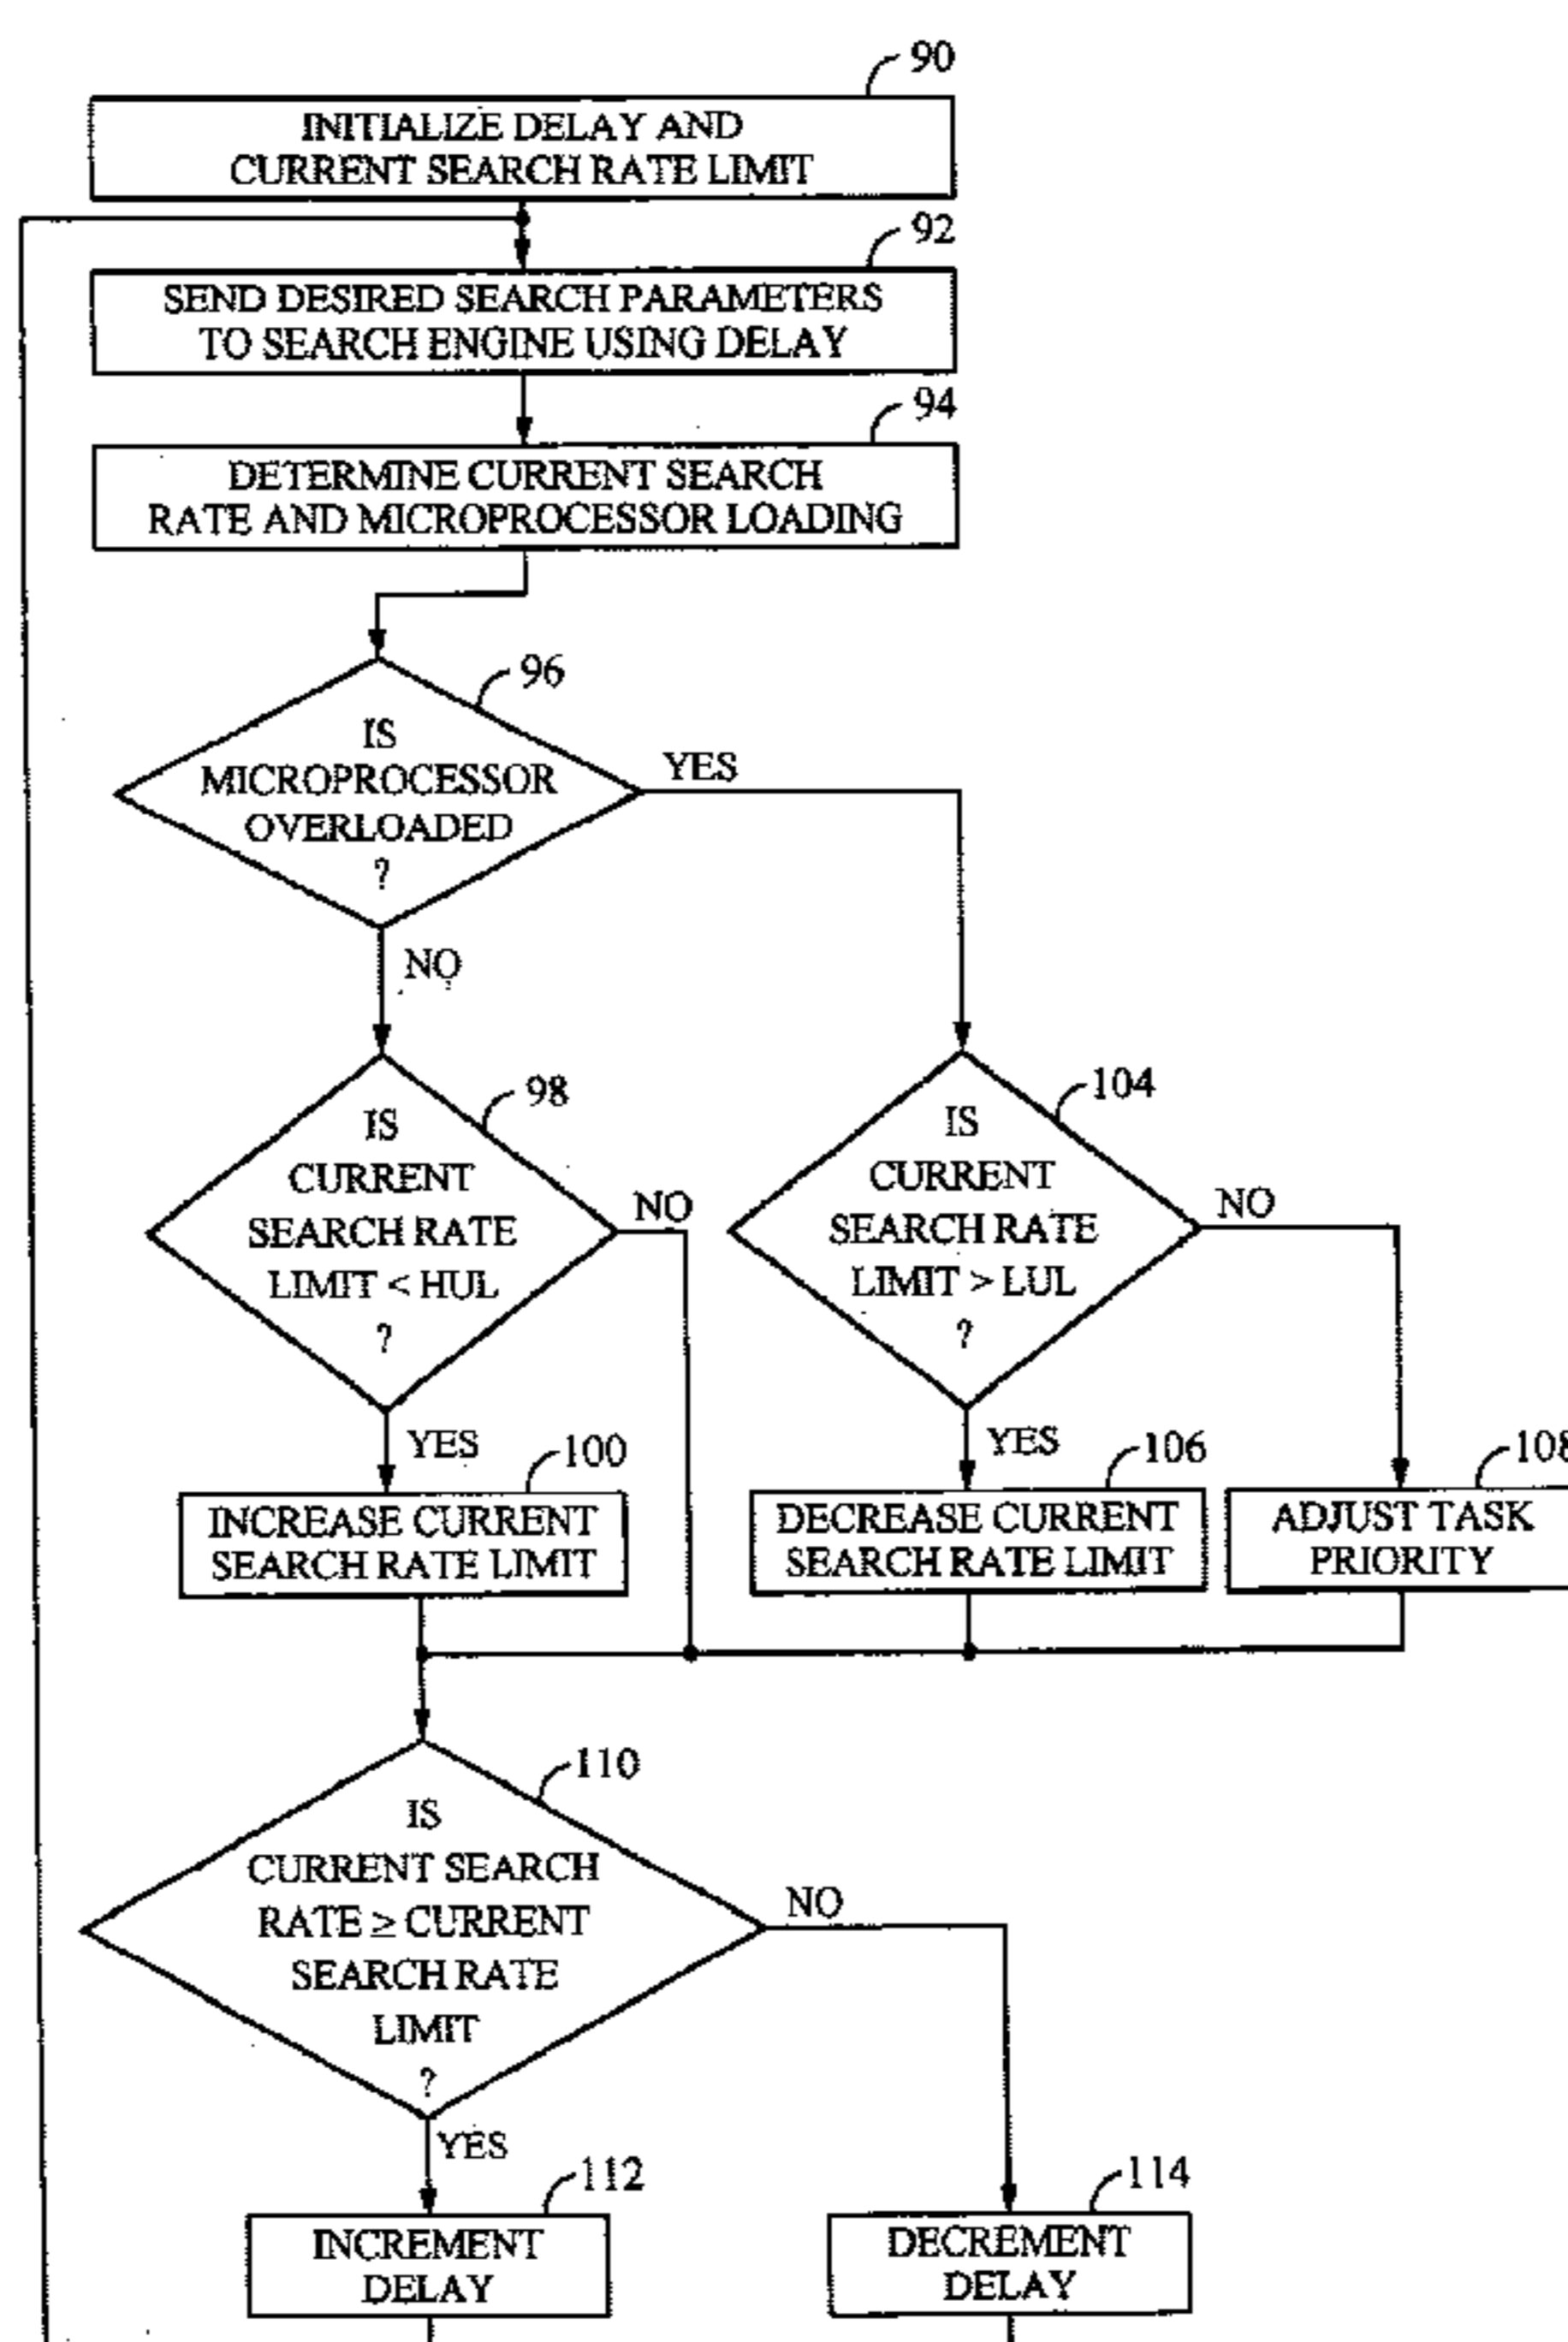 90
INITIALIZE DELAY AND
CURRENT SEARCH RATE LIMIT
92
SEND DESIRED SEARCH PARAMETERS
TO SEARCH ENGINE USING DELAY
94
DETERMINE CURRENT SEARCH
RATE AND MICROPROCESSOR LOADING
96
IS
MICROPROCESSOR
OVERLOADED
?
YES
NO
98
IS
CURRENT
SEARCH RATE
LIMIT < HUL
?
NO
YES
104
IS
CURRENT
SEARCH RATE
LIMIT > LUL
?
NO
YES
100
INCREASE CURRENT
SEARCH RATE LIMIT
106
DECREASE CURRENT
SEARCH RATE LIMIT
108
ADJUST TASK
PRIORITY
110
IS
CURRENT SEARCH
RATE ≥ CURRENT
SEARCH RATE
LIMIT
?
NO
YES
112
INCREMENT
DELAY
114
DECREMENT
DELAY